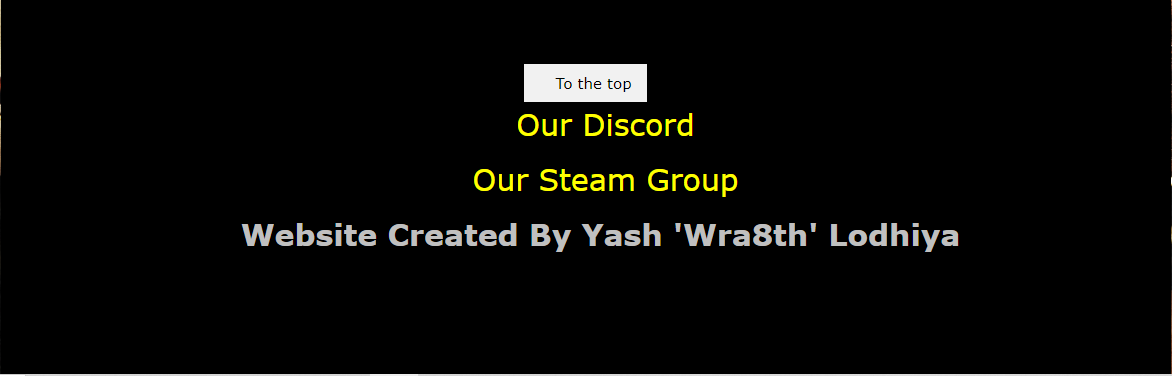 To the top
Our Discord
Our Steam Group
Website Created By Yash 'Wra8th' Lodhiya